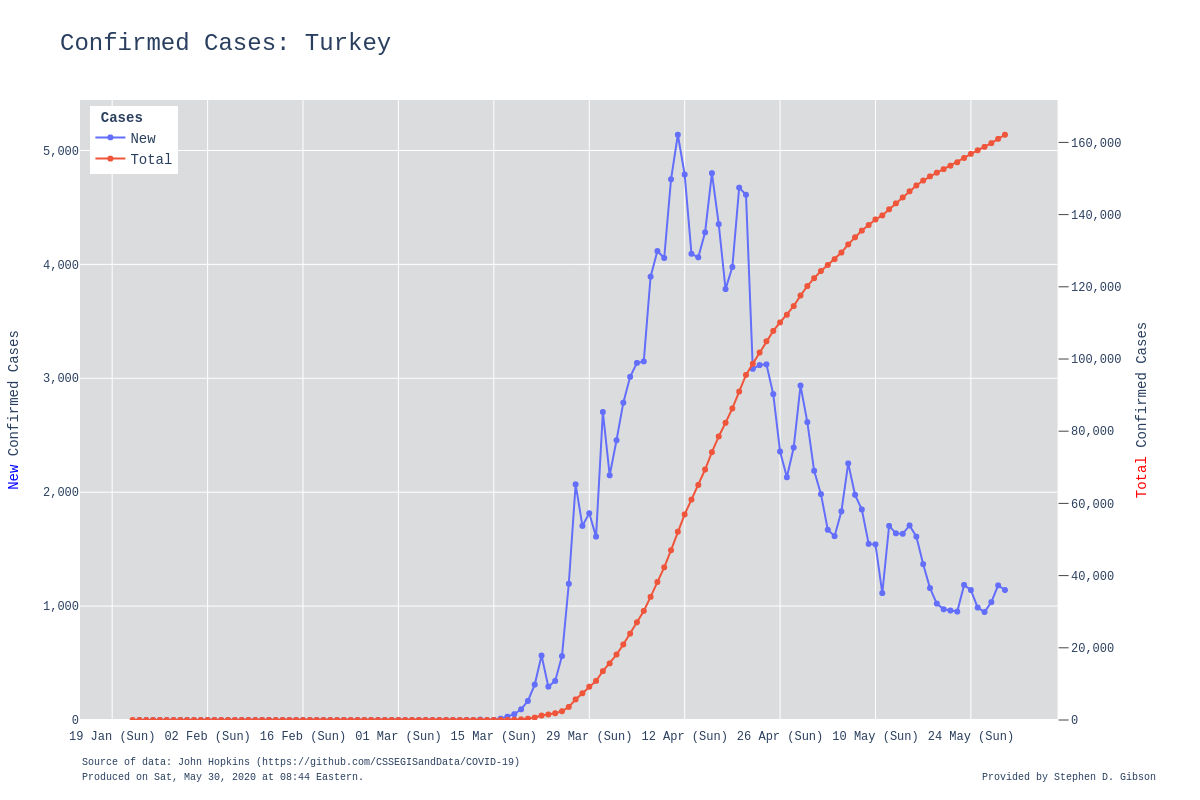 Confirmed Cases: Turkey
Cases
New
Total
5,000
4,000
3,000
2,000
1,000
0
New Confirmed Cases
160,000
140,000
120,000
100,000
80,000
60,000
40,000
20,000
0
Total Confirmed Cases
19 Jan (Sun) 02 Feb (Sun) 16 Feb (Sun) 01 Mar (Sun) 15 Mar (Sun) 29 Mar (Sun) 12 Apr (Sun) 26 Apr (Sun) 10 May (Sun) 24 May (Sun)
Source of data: John Hopkins (https://github.com/CSSEGISandData/COVID-19)
Produced on Sat, May 30, 2020 at 08:44 Eastern.
Provided by Stephen D. Gibson